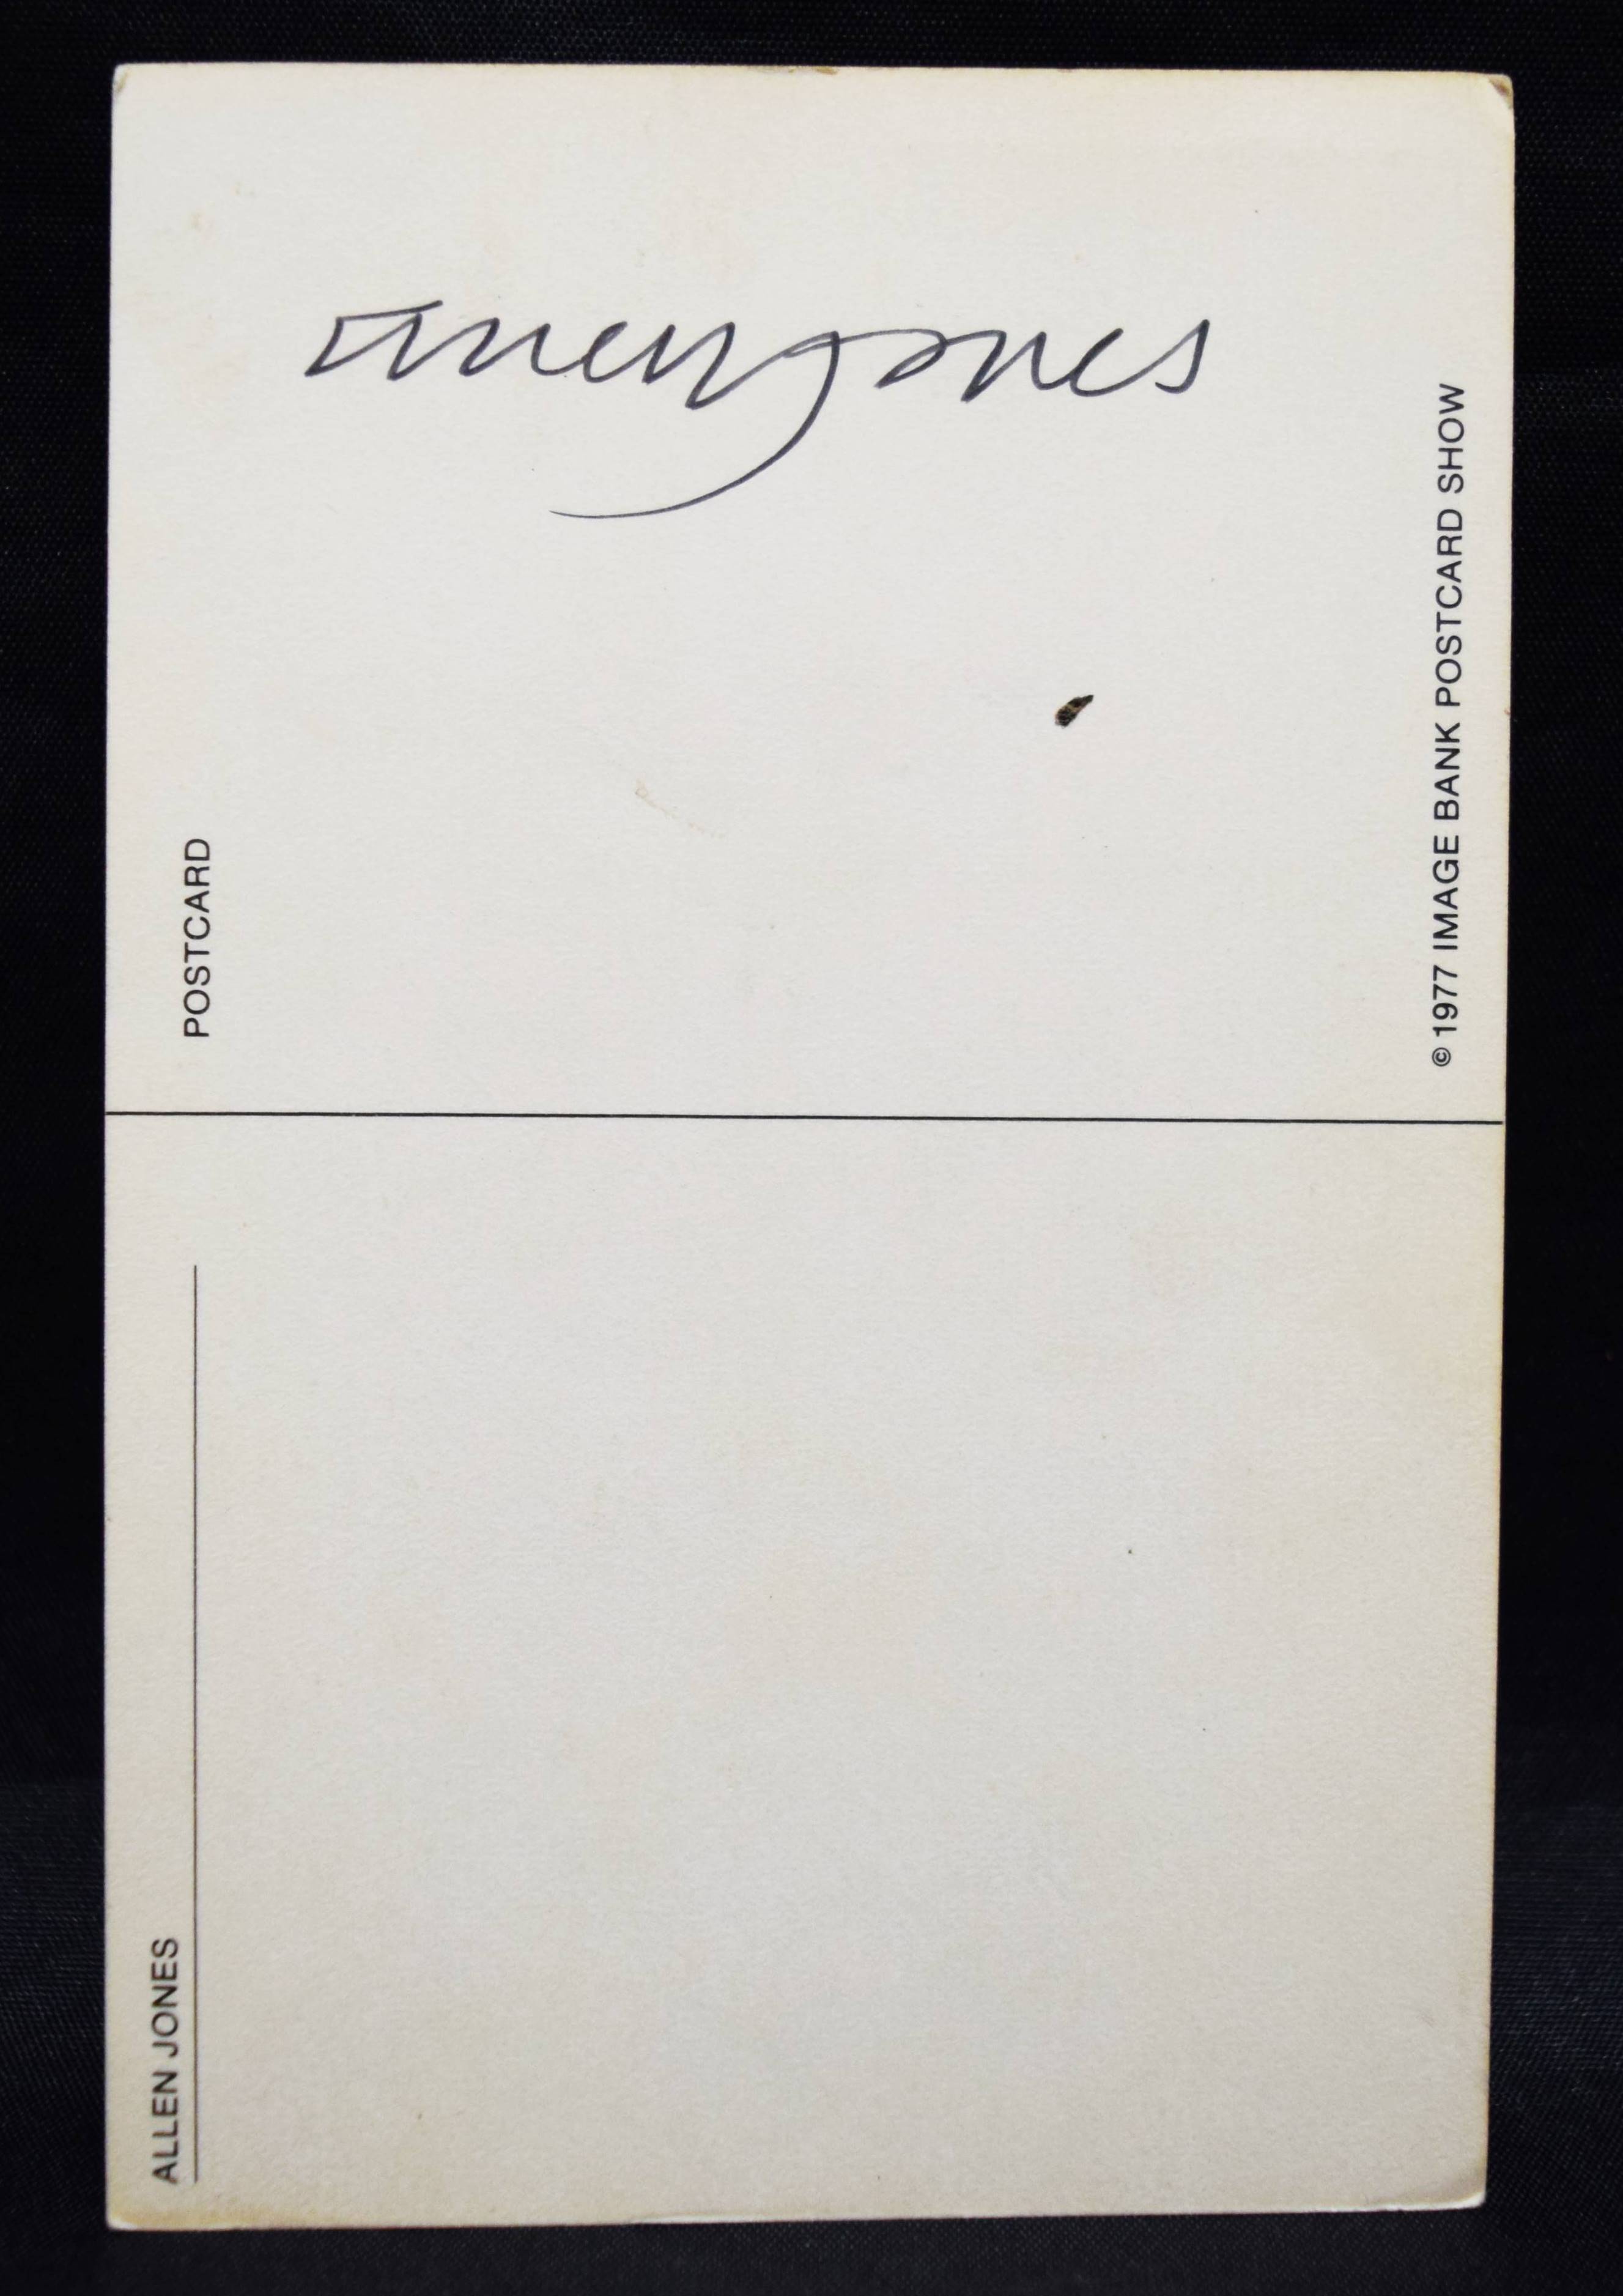 Allen Jones
POSTCARD
© 1977 IMAGE BANK POSTCARD SHOW
ALLEN JONES